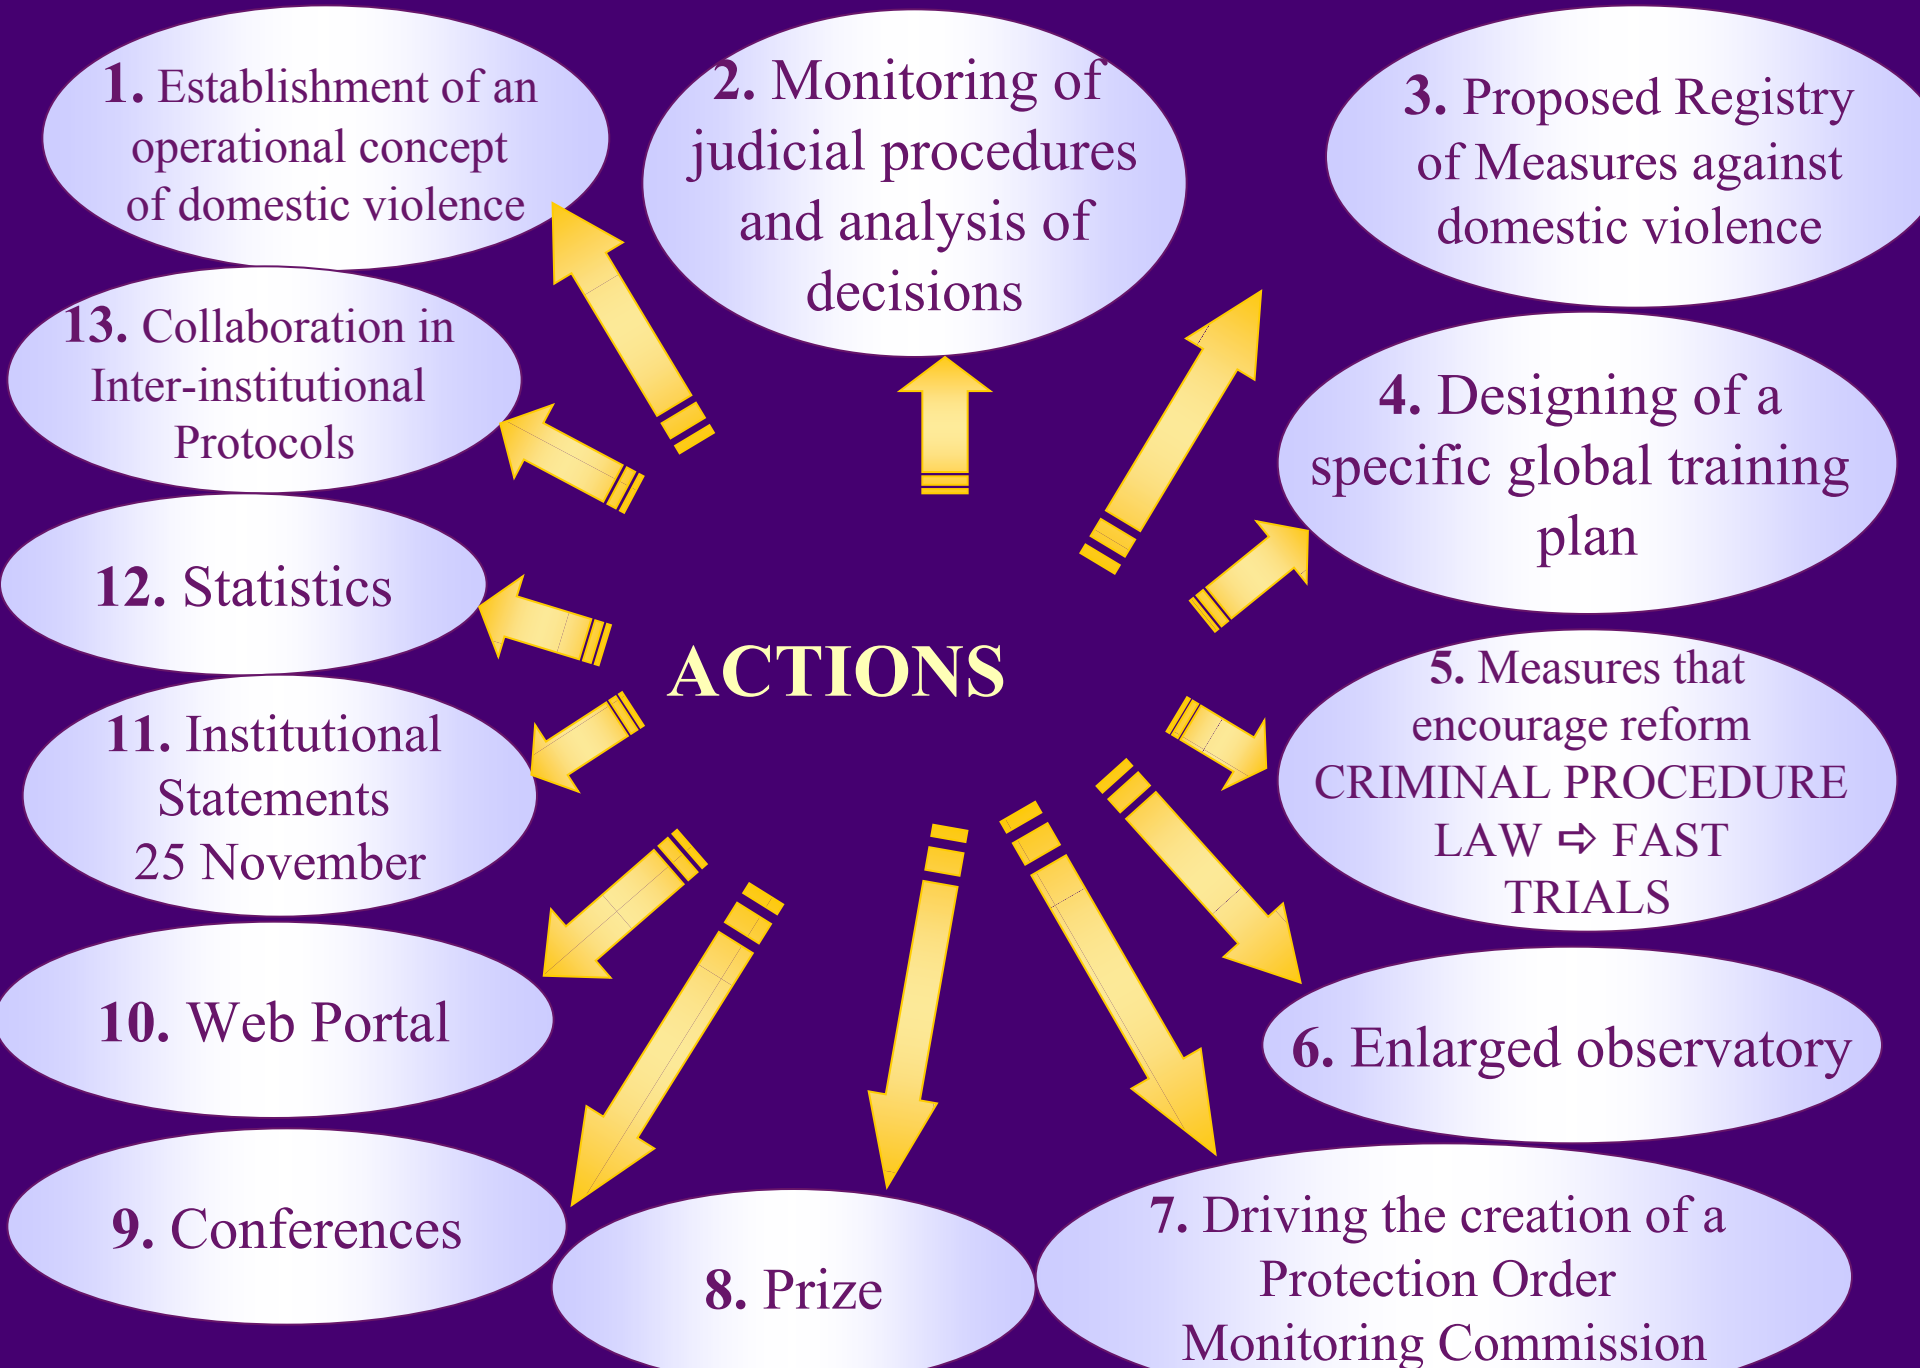 1. Establishment of an
operational concept
of domestic violence
2. Monitoring of
judicial procedures
and analysis of
decisions
3. Proposed Registry
of Measures against
domestic violence
4. Designing of a
specific global training
plan
5. Measures that
encourage reform
CRIMINAL PROCEDURE
LAW ➪ FAST
TRIALS
6. Enlarged observatory
7. Driving the creation of a
Protection Order
Monitoring Commission
8. Prize
9. Conferences
10. Web Portal
11. Institutional
Statements
25 November
12. Statistics
13. Collaboration in
Inter-institutional
Protocols
ACTIONS